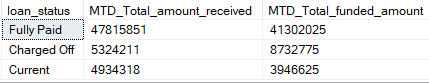 loan_status MTD_Total_amount_received MTD_Total_funded_amount
Fully Paid 47815851 41302025
Charged Off 5324211 8732775
Current 4934318 3946625